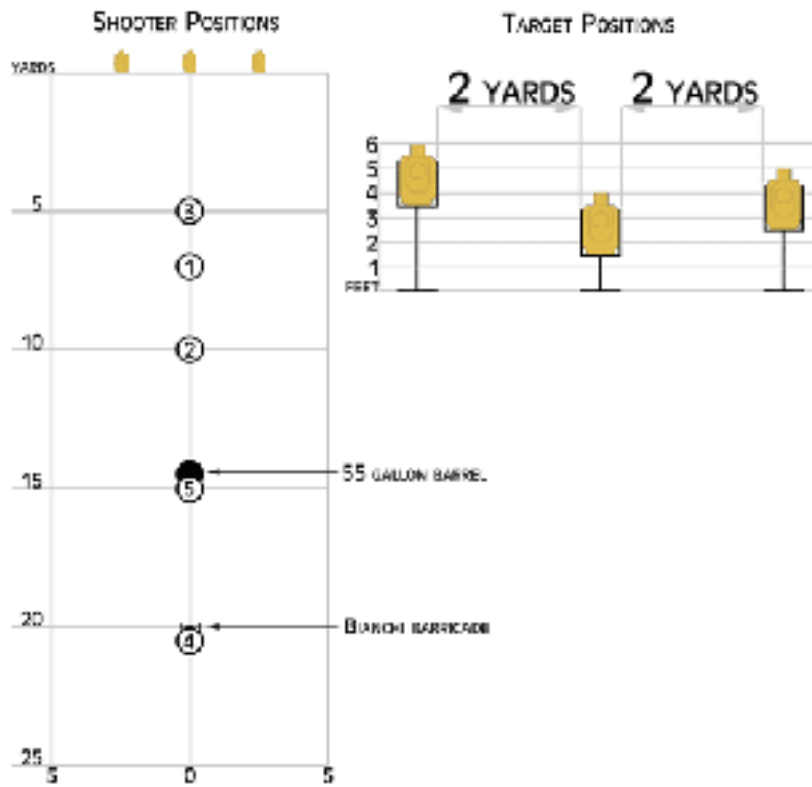 Shooter Positions
YARDS
5
3
1
10
2
55 GALLON BARREL
15
5
20
BIANCHI BARRICADE
4
25
5 0 5
Target Positions
2 YARDS 2 YARDS
6
5
4
3
2
1
FEET